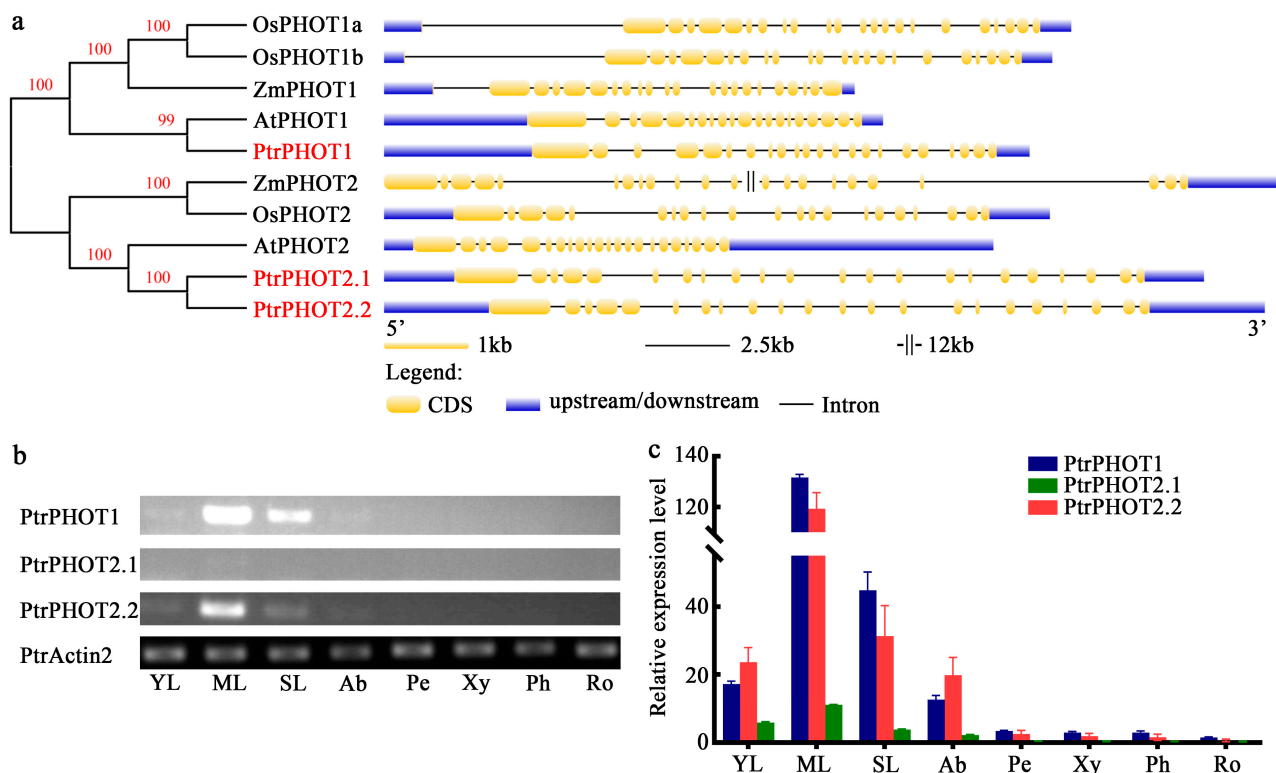 a
100 OsPHOT1a
100 OsPHOT1b
100 ZmPHOT1
99 AtPHOT1
PtrPHOT1
100 ZmPHOT2
OsPHOT2
100 AtPHOT2
100 PtrPHOT2.1
PtrPHOT2.2
5’ 3’
1kb 2.5kb 12kb
Legend:
CDS upstream/downstream Intron
b
PtrPHOT1
PtrPHOT2.1
PtrPHOT2.2
PtrActin2
YL ML SL Ab Pe Xy Ph Ro
c
Relative expression level
140
120
40
20
0
PtrPHOT1
PtrPHOT2.1
PtrPHOT2.2
YL ML SL Ab Pe Xy Ph Ro